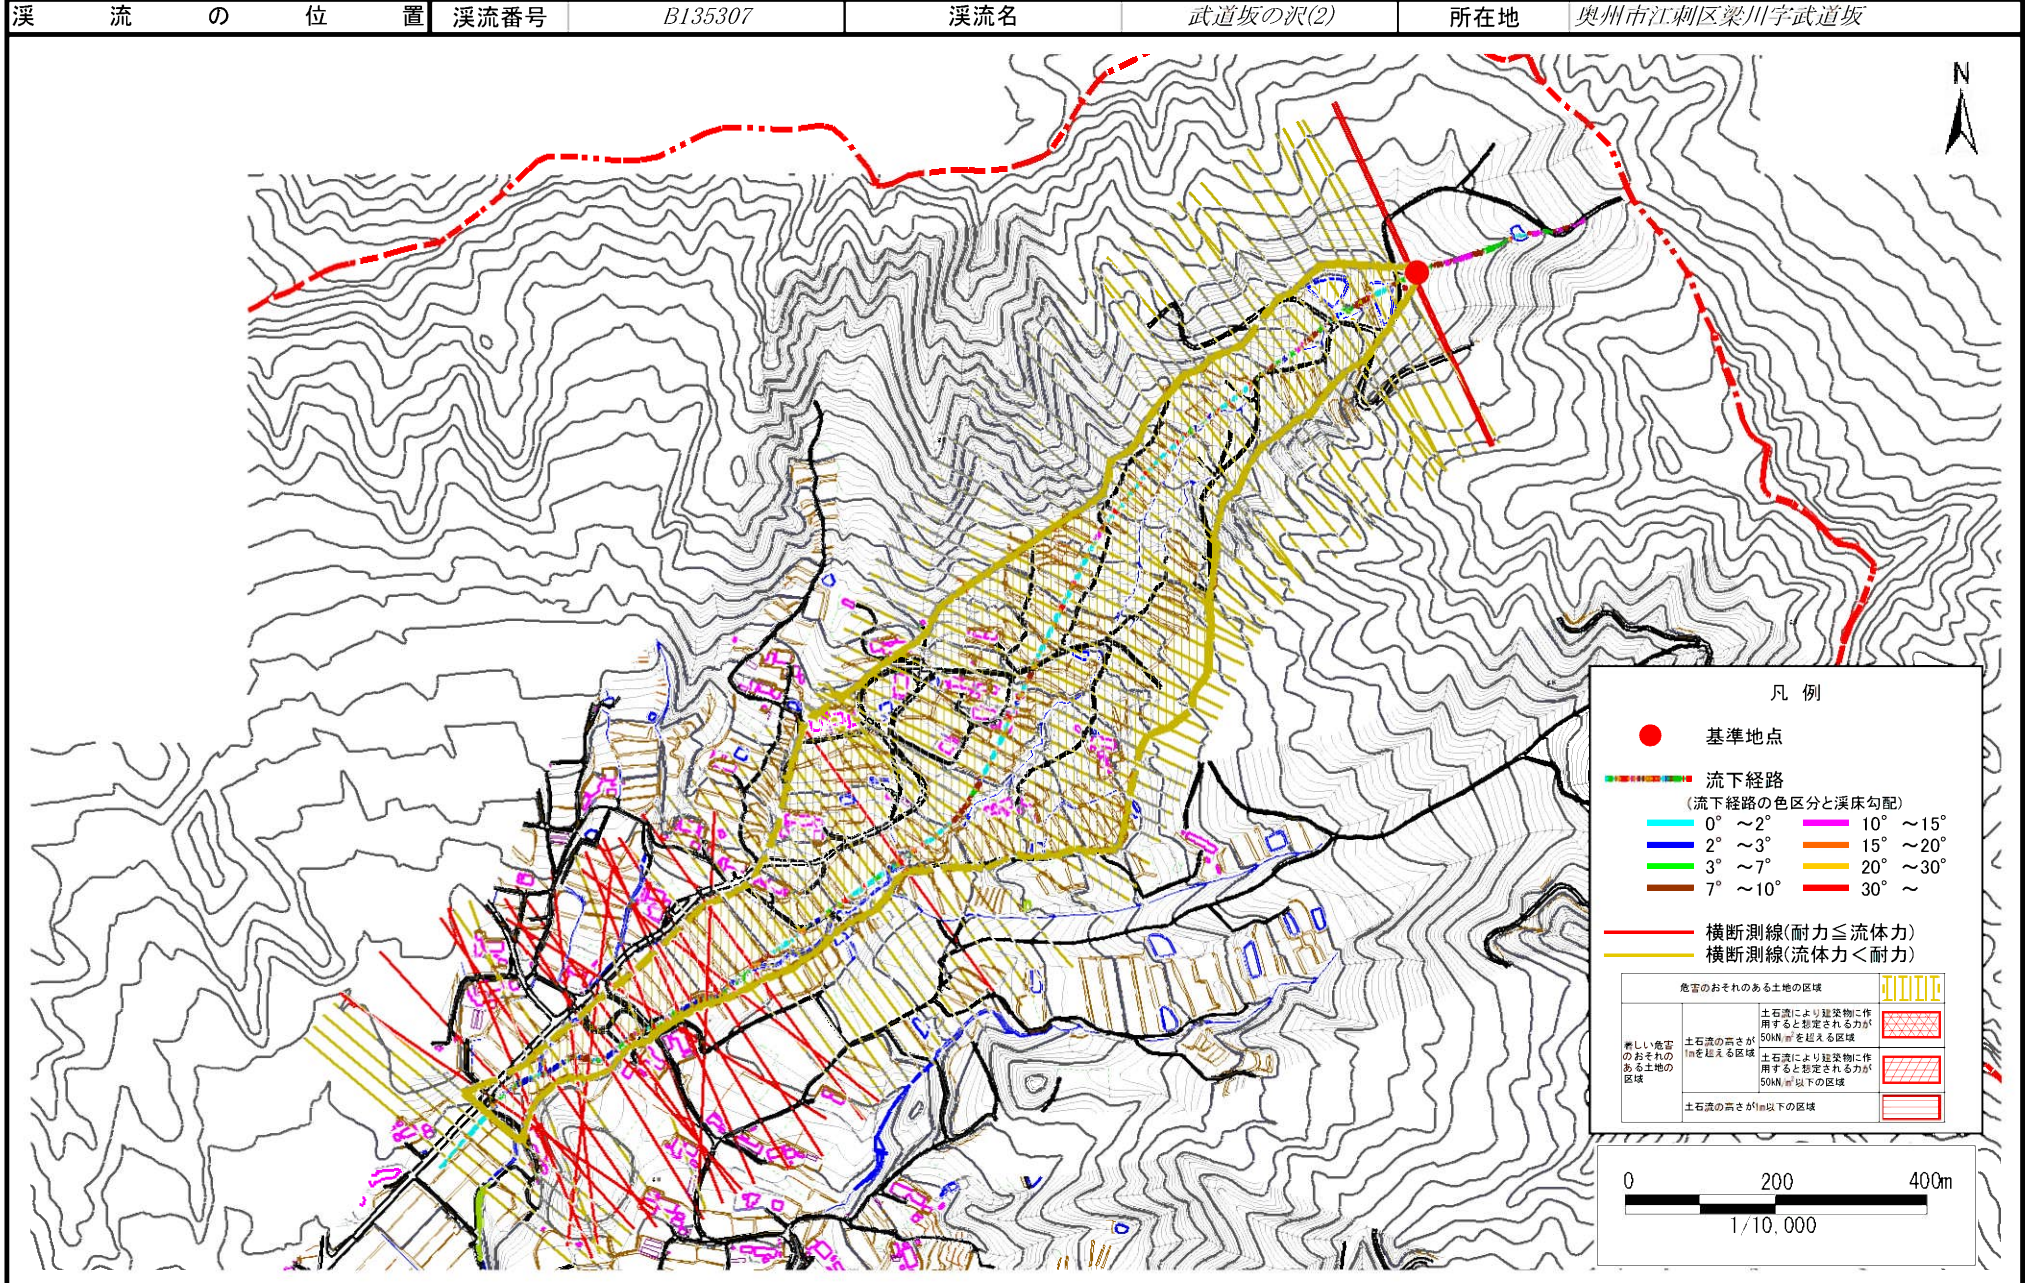 渓流の位置 渓流番号 B135307 渓流名 武道坂の沢(2) 所在地 奥州市江刺区梁川字武道坂
N
凡 例
基準地点
流下経路
(流下経路の色区分と渓床勾配)
0° ～2° 10° ～15°
2° ～3° 15° ～20°
3° ～7° 20° ～30°
7° ～10° 30° ～
横断測線(耐力≦流体力)
横断測線(流体力＜耐力)
危害のおそれのある土地の区域
著しい危害
のおそれの
ある土地の
区域
土石流の高さが
1mを超える区域
土石流により建築物に作
用すると想定される力が
50kN/㎡を超える区域
土石流により建築物に作
用すると想定される力が
50kN/㎡以下の区域
土石流の高さが1m以下の区域
0 200 400m
1/10,000